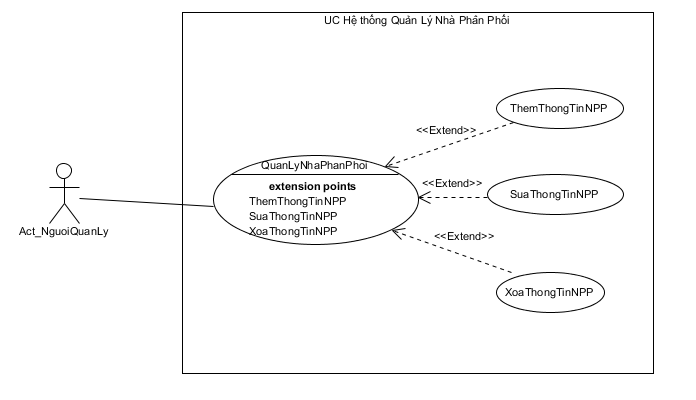 UC Hệ thống Quản Lý Nhà Phân Phối
ThemThongTinNPP
<<Extend>>
QuanLyNhaPhanPhoi
extension points
ThemThongTinNPP
SuaThongTinNPP
XoaThongTinNPP
<<Extend>>
SuaThongTinNPP
Act_NguoiQuanLy
<<Extend>>
XoaThongTinNPP